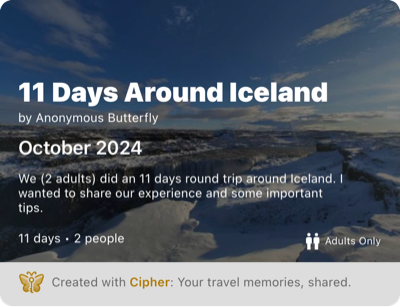 11 Days Around Iceland
by Anonymous Butterfly
October 2024
We (2 adults) did an 11 days round trip around Iceland. I
wanted to share our experience and some important
tips.
11 days • 2 people
Adults Only
Created with Cipher: Your travel memories, shared.